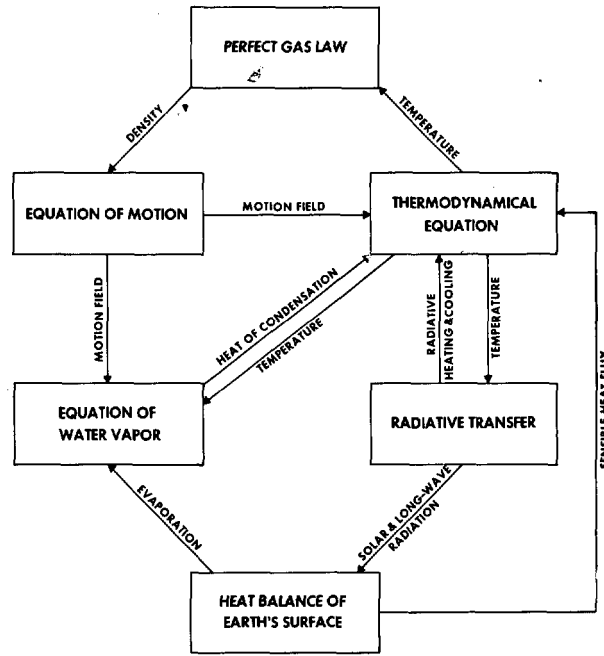 PERFECT GAS LAW
DENSITY
TEMPERATURE
EQUATION OF MOTION
MOTION FIELD
THERMODYNAMICAL
EQUATION
MOTION FIELD
HEAT OF CONDENSATION
TEMPERATURE
RADIATIVE
HEATING & COOLING
TEMPERATURE
SENSIBLE HEAT FLUX
EQUATION OF
WATER VAPOR
RADIATIVE TRANSFER
EVAPORATION
SOLAR & LONG-WAVE
RADIATION
HEAT BALANCE OF
EARTH'S SURFACE